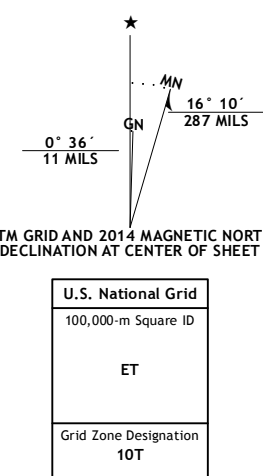 ★
MN
GN
16° 10´
287 MILS
0° 36´
11 MILS
TM GRID AND 2014 MAGNETIC NORT
DECLINATION AT CENTER OF SHEET
U.S. National Grid
100,000-m Square ID
ET
Grid Zone Designation
10T